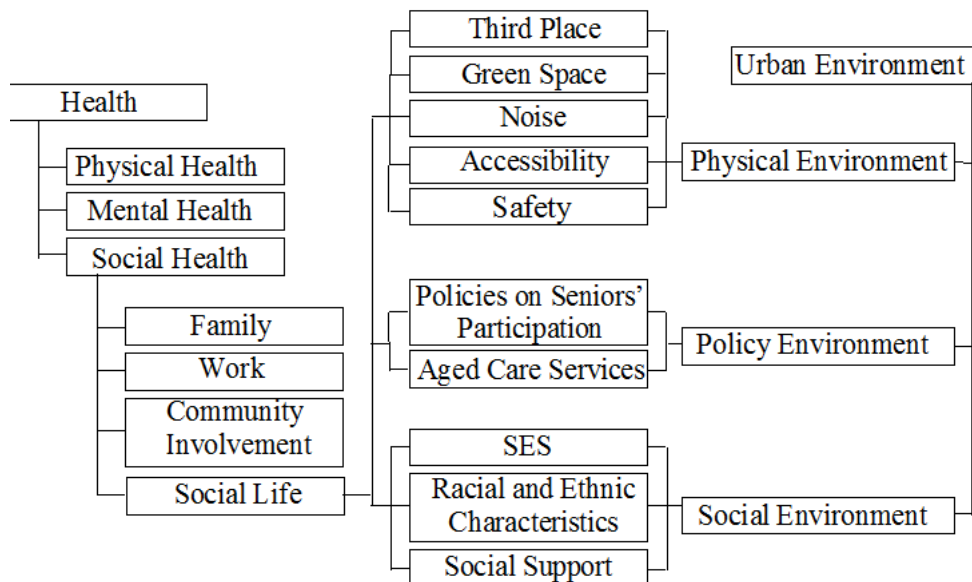 Health
Physical Health
Mental Health
Social Health
Family
Work
Community
Involvement
Social Life
Third Place
Green Space
Noise
Accessibility
Safety
Policies on Seniors’
Participation
Aged Care Services
SES
Racial and Ethnic
Characteristics
Social Support
Urban Environment
Physical Environment
Policy Environment
Social Environment